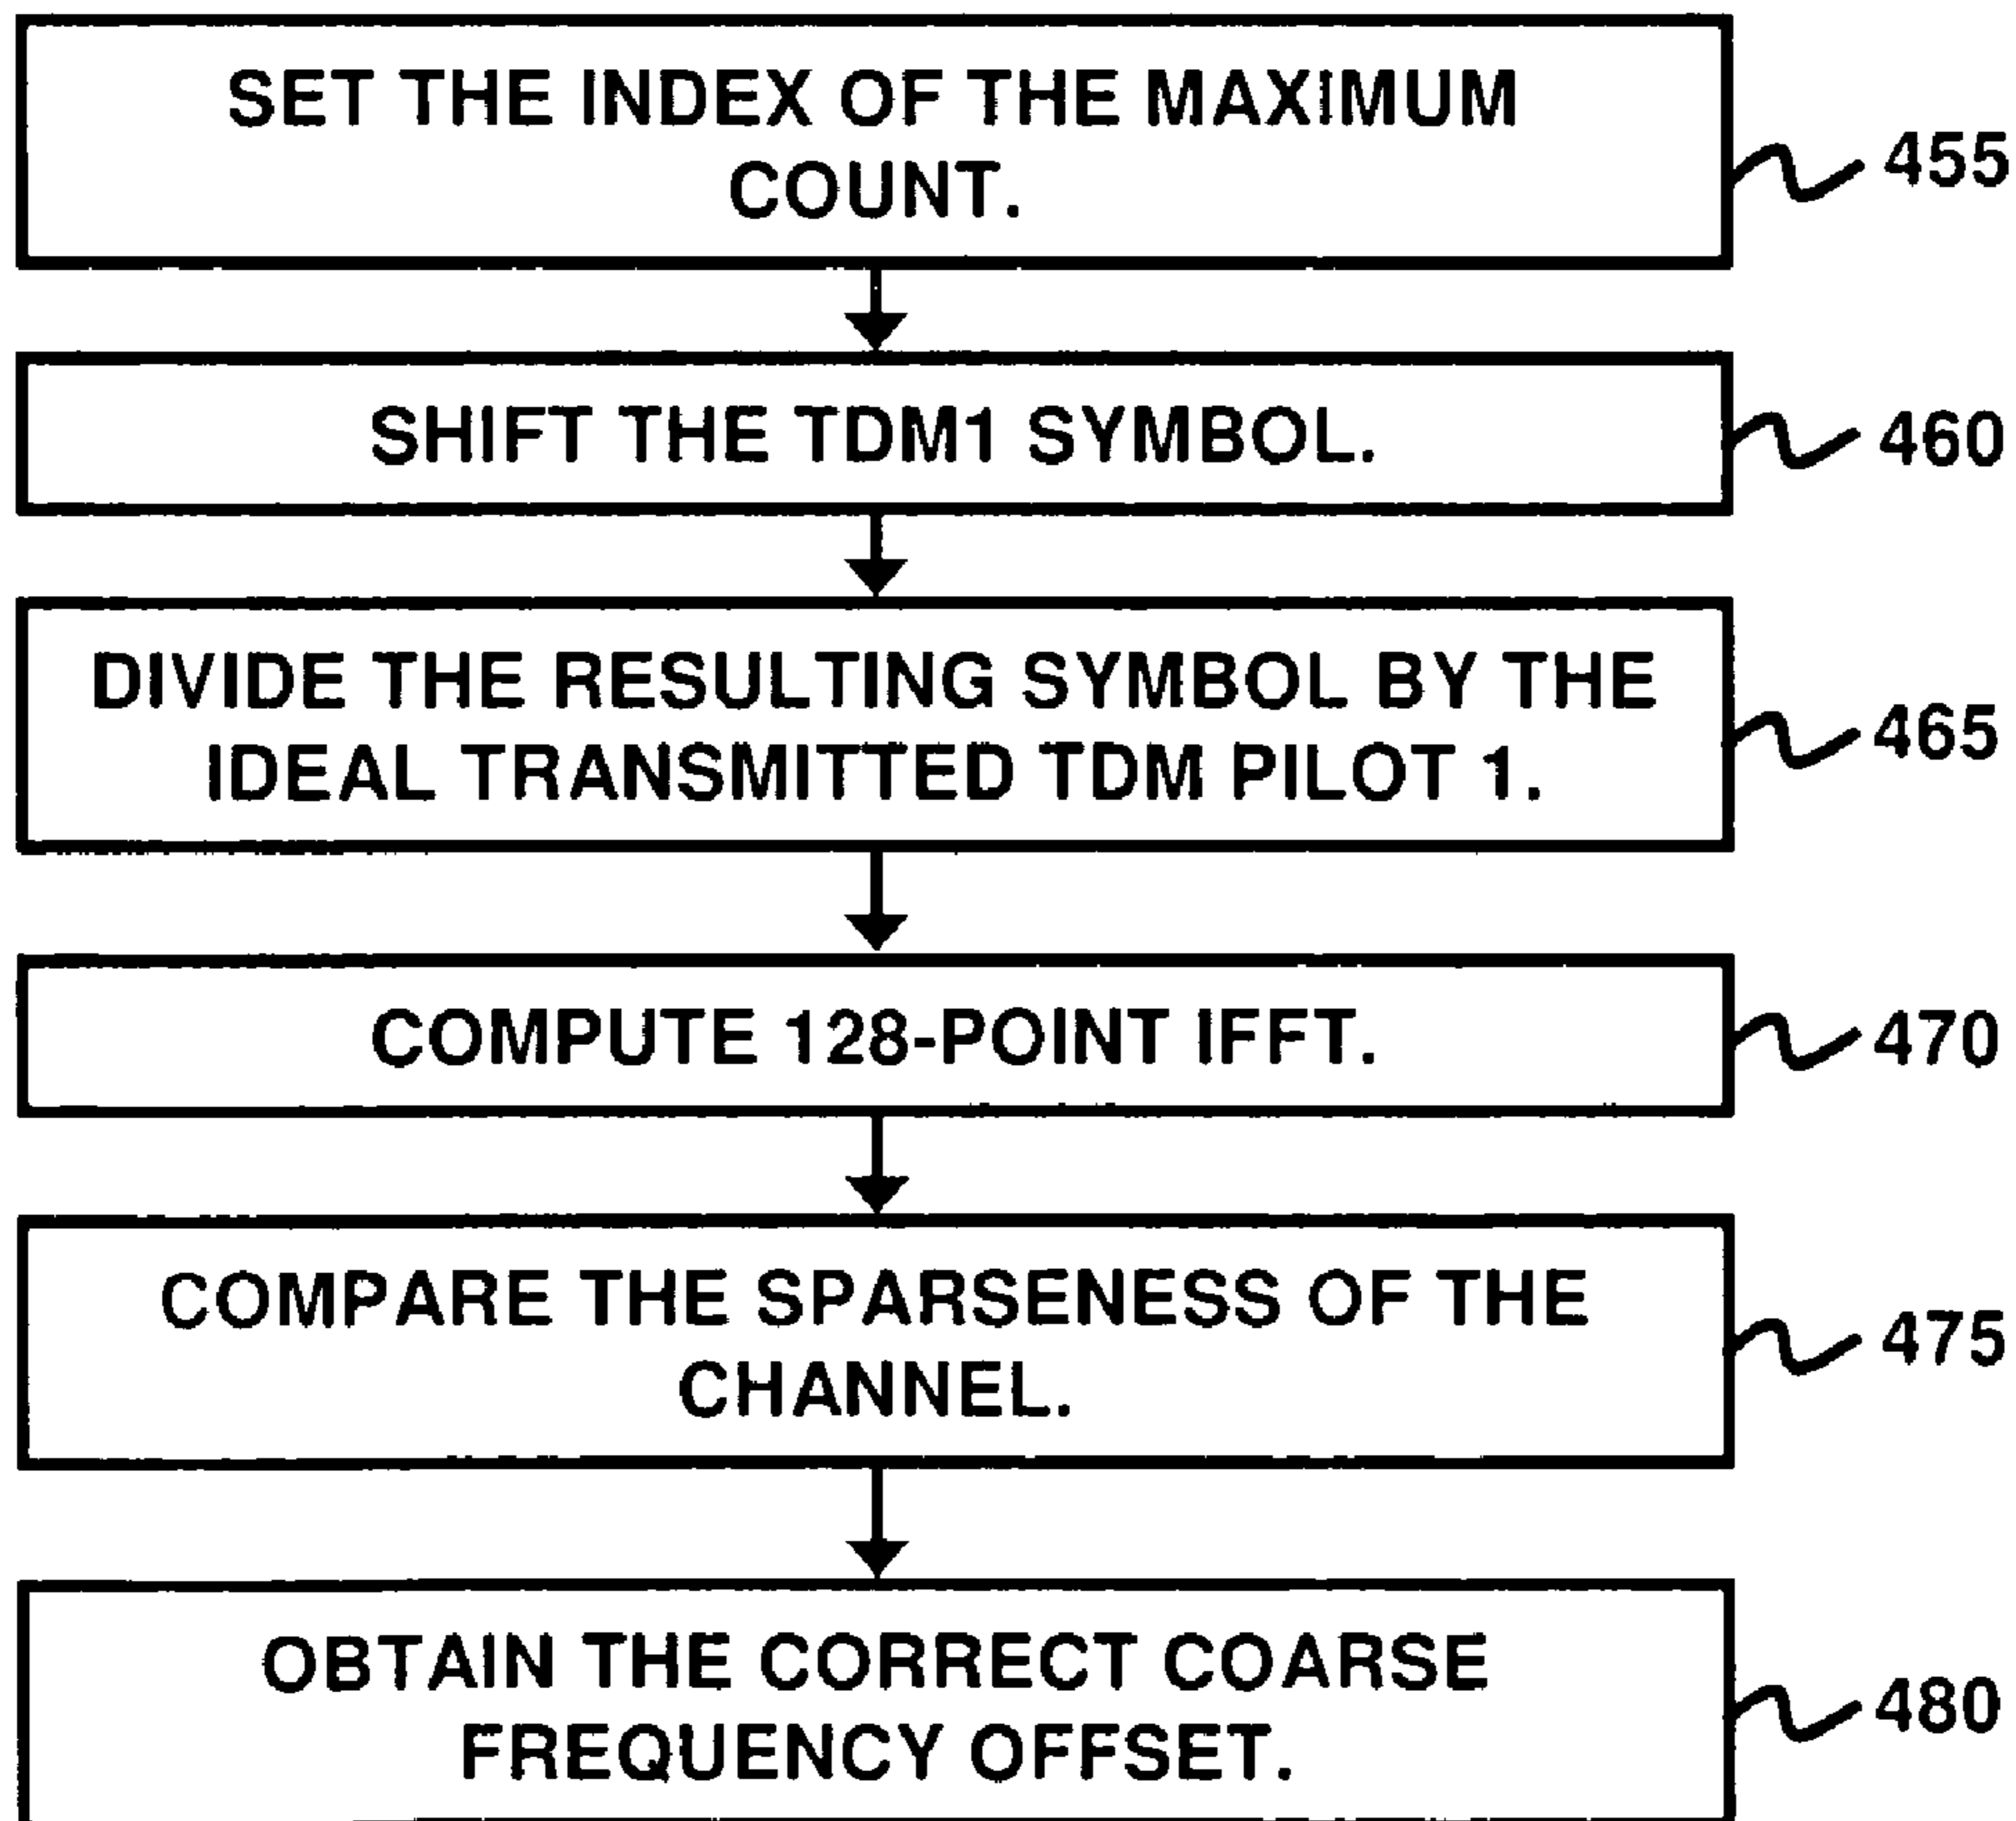 SET THE INDEX OF THE MAXIMUM
COUNT.
455
SHIFT THE TDM1 SYMBOL.
460
DIVIDE THE RESULTING SYMBOL BY THE
IDEAL TRANSMITTED TDM PILOT 1.
465
COMPUTE 128-POINT IFFT.
470
COMPARE THE SPARSENESS OF THE
CHANNEL.
475
OBTAIN THE CORRECT COARSE
FREQUENCY OFFSET.
480